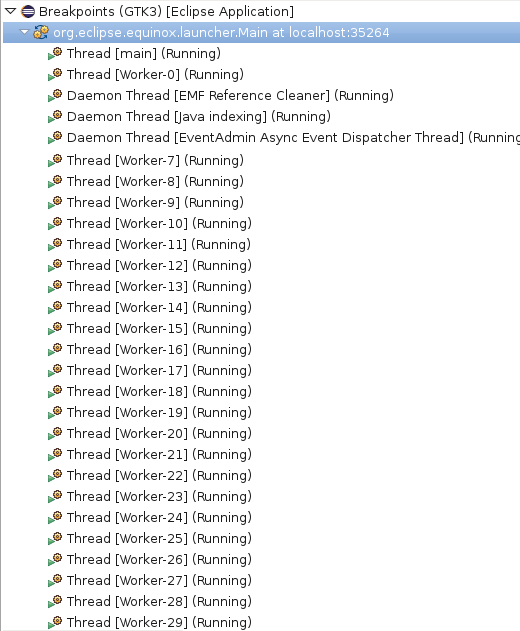 Breakpoints (GTK3) [Eclipse Application]
org.eclipse.equinox.launcher.Main at localhost:35264
Thread [main] (Running)
Thread [Worker-0] (Running)
Daemon Thread [EMF Reference Cleaner] (Running)
Daemon Thread [Java indexing] (Running)
Daemon Thread [EventAdmin Async Event Dispatcher Thread] (Running
Thread [Worker-7] (Running)
Thread [Worker-8] (Running)
Thread [Worker-9] (Running)
Thread [Worker-10] (Running)
Thread [Worker-11] (Running)
Thread [Worker-12] (Running)
Thread [Worker-13] (Running)
Thread [Worker-14] (Running)
Thread [Worker-15] (Running)
Thread [Worker-16] (Running)
Thread [Worker-17] (Running)
Thread [Worker-18] (Running)
Thread [Worker-19] (Running)
Thread [Worker-20] (Running)
Thread [Worker-21] (Running)
Thread [Worker-22] (Running)
Thread [Worker-23] (Running)
Thread [Worker-24] (Running)
Thread [Worker-25] (Running)
Thread [Worker-26] (Running)
Thread [Worker-27] (Running)
Thread [Worker-28] (Running)
Thread [Worker-29] (Running)